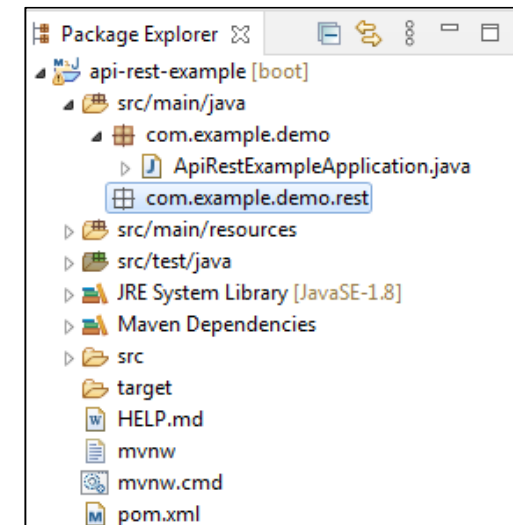 Package Explorer
api-rest-example [boot]
src/main/java
com.example.demo
ApiRestExampleApplication.java
com.example.demo.rest
src/main/resources
src/test/java
JRE System Library [JavaSE-1.8]
Maven Dependencies
src
target
HELP.md
mvnw
mvnw.cmd
pom.xml